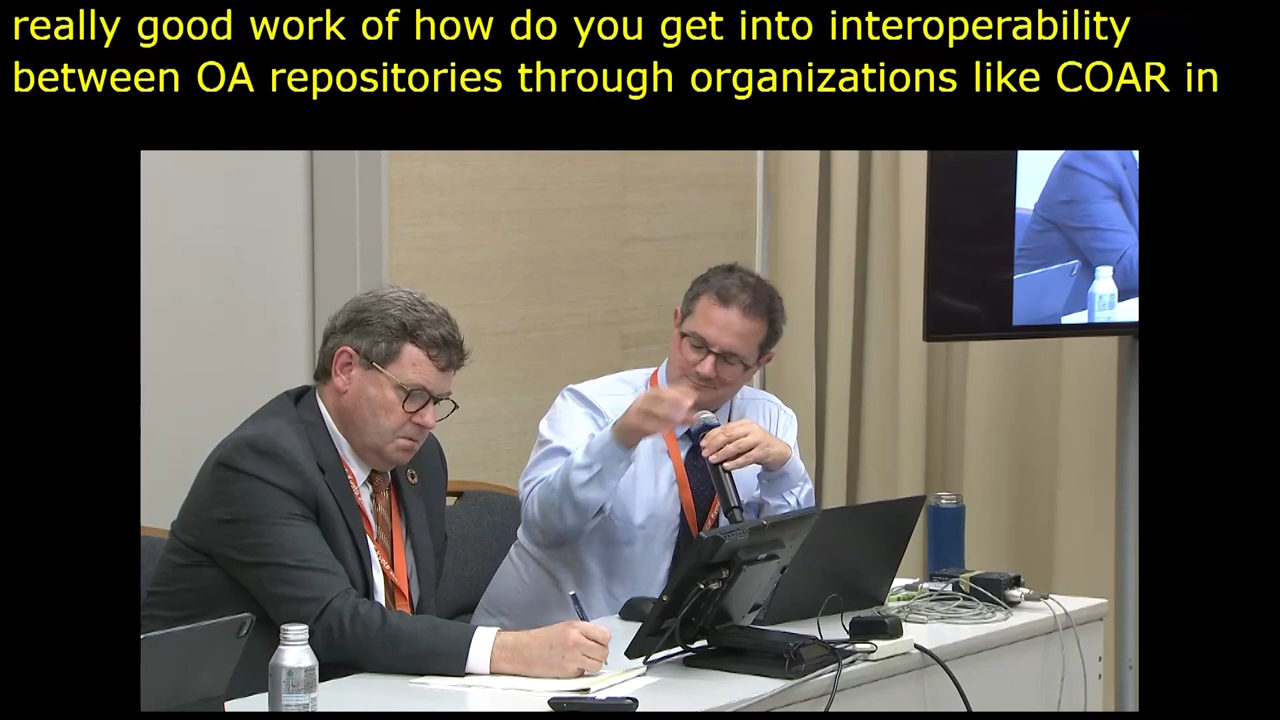 really good work of how do you get into interoperability
between OA repositories through organizations like COAR in